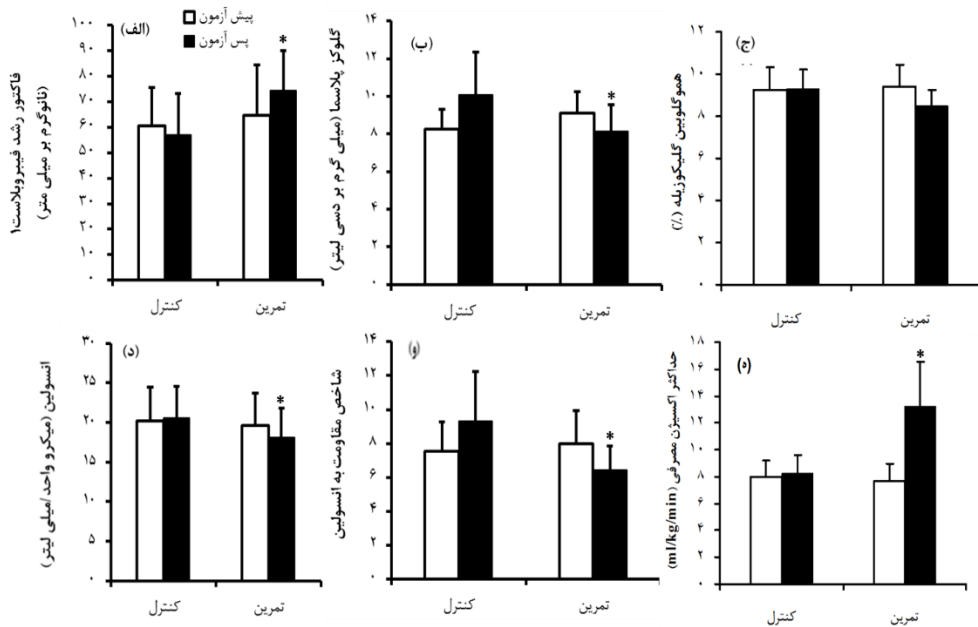 (الف)
پیش آزمون
پس آزمون
*
فاکتور رشد فیبروبلاست۱
(نانوگرم بر میلی متر)
۱۰۰
۹۰
۸۰
۷۰
۶۰
۵۰
۴۰
۳۰
۲۰
۱۰
۰
کنترل
تمرین
(ب)
*
گلوکز پلاسما (میلی گرم بر دسی لیتر)
۱۴
۱۲
۱۰
۸
۶
۴
۲
۰
کنترل
تمرین
(ج)
هموگلوبین گلیکوزیله (٪)
۱۲
۱۰
۸
۶
۴
۲
۰
کنترل
تمرین
(د)
*
انسولین (میکرو واحد/میلی لیتر)
۳۰
۲۵
۲۰
۱۵
۱۰
۵
۰
کنترل
تمرین
(و)
*
شاخص مقاومت به انسولین
۱۴
۱۲
۱۰
۸
۶
۴
۲
۰
کنترل
تمرین
(ه)
*
حداکثر اکسیژن مصرفی (ml/kg/min)
۱۸
۱۶
۱۴
۱۲
۱۰
۸
۶
۴
۲
۰
کنترل
تمرین